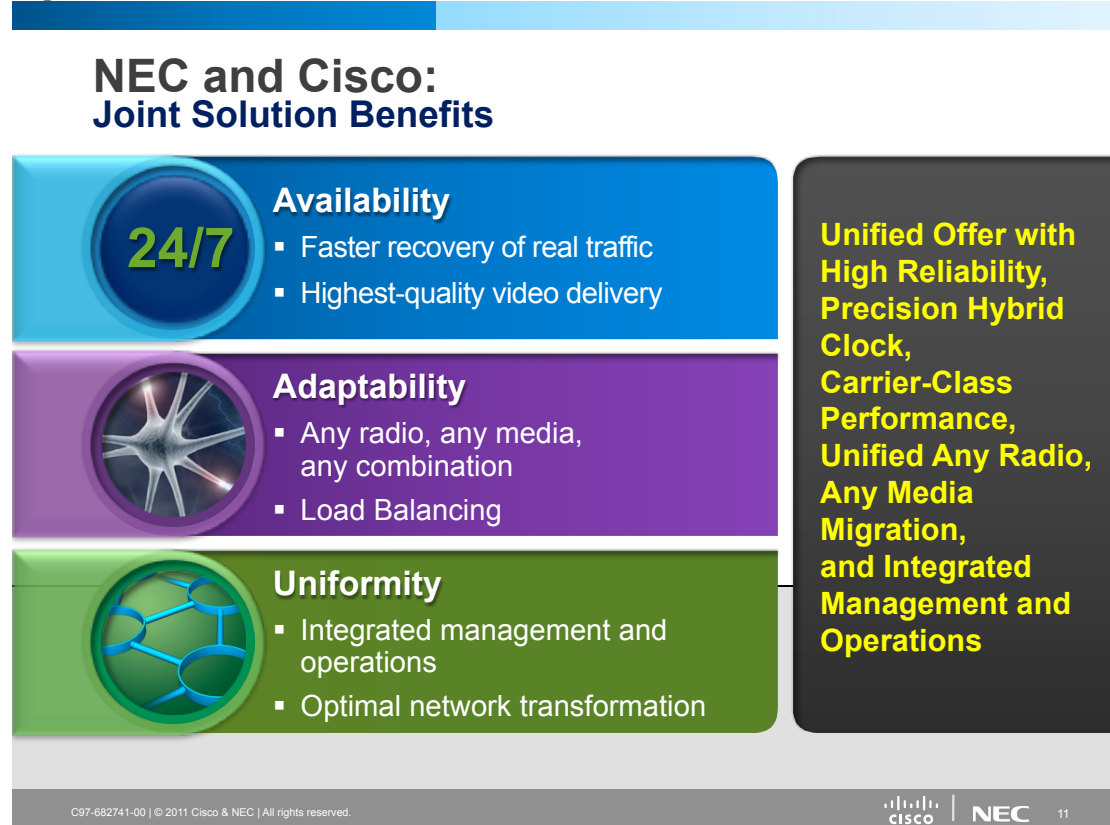 NEC and Cisco:
Joint Solution Benefits
24/7
Availability
▪ Faster recovery of real traffic
▪ Highest-quality video delivery
Adaptability
▪ Any radio, any media,
any combination
▪ Load Balancing
Uniformity
▪ Integrated management and
operations
▪ Optimal network transformation
Unified Offer with
High Reliability,
Precision Hybrid
Clock,
Carrier-Class
Performance,
Unified Any Radio,
Any Media
Migration,
and Integrated
Management and
Operations
C97-682741-00 | © 2011 Cisco & NEC | All rights reserved.
CISCO
NEC
11